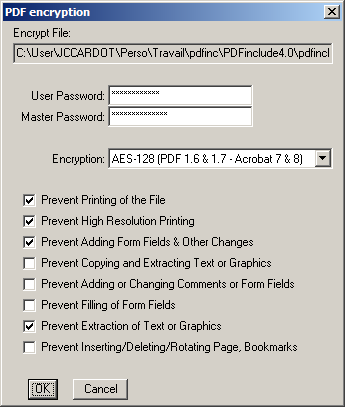 PDF encryption
Encrypt File:
C:\User\JCCARDOT\Perso\Travail\pdfinc\PDFinclude4.0\pdfincl
User Password: ************
Master Password: ************
Encryption: AES-128 (PDF 1.6 & 1.7 - Acrobat 7 & 8)
Prevent Printing of the File
Prevent High Resolution Printing
Prevent Adding Form Fields & Other Changes
Prevent Copying and Extracting Text or Graphics
Prevent Adding or Changing Comments or Form Fields
Prevent Filling of Form Fields
Prevent Extraction of Text or Graphics
Prevent Inserting/Deleting/Rotating Page, Bookmarks
OK Cancel